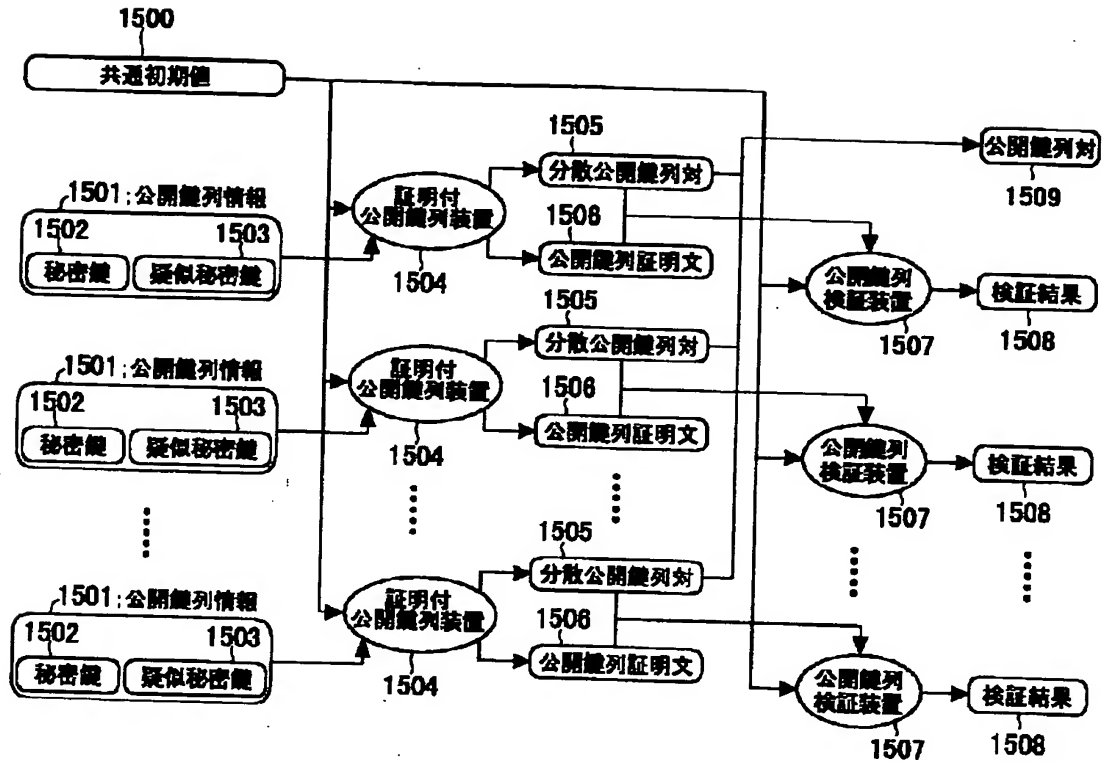 1500
共通初期値
1501:公開鍵列情報
1502
1503
秘密鍵
疑似秘密鍵
証明付
公開鍵列装置
1504
1505
分散公開鍵列対
1506
公開鍵列証明文
公開鍵列対
1509
公開鍵列
検証装置
1507
検証結果
1508
1501:公開鍵列情報
1502
1503
秘密鍵
疑似秘密鍵
証明付
公開鍵列装置
1504
1505
分散公開鍵列対
1506
公開鍵列証明文
公開鍵列
検証装置
1507
検証結果
1508
1501:公開鍵列情報
1502
1503
秘密鍵
疑似秘密鍵
証明付
公開鍵列装置
1504
1505
分散公開鍵列対
1506
公開鍵列証明文
公開鍵列
検証装置
1507
検証結果
1508